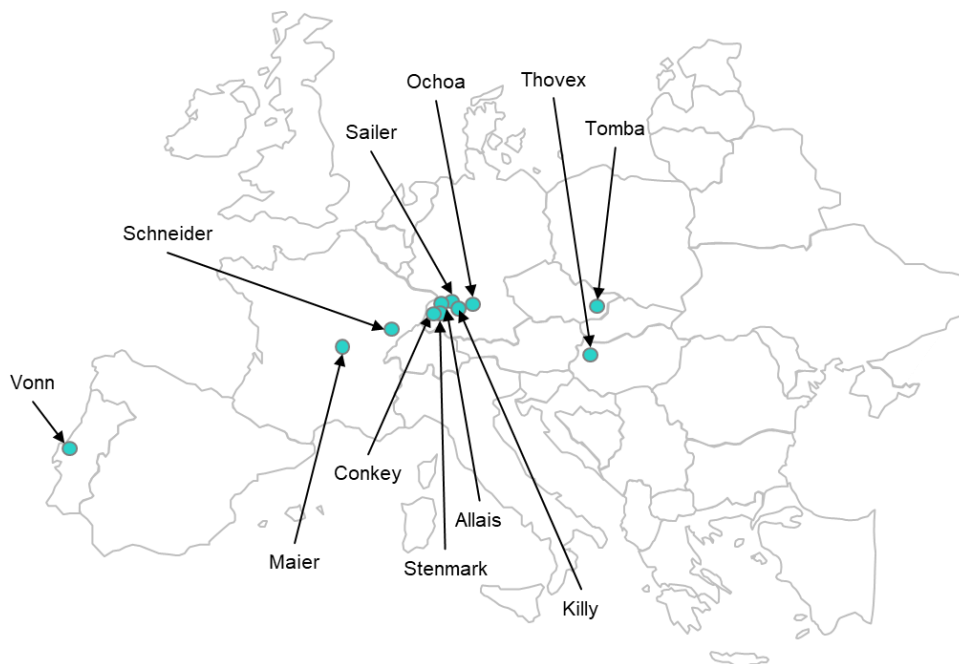 Ochoa
Thovex
Sailer
Tomba
Schneider
Vonn
Conkey
Allais
Maier
Stenmark
Killy